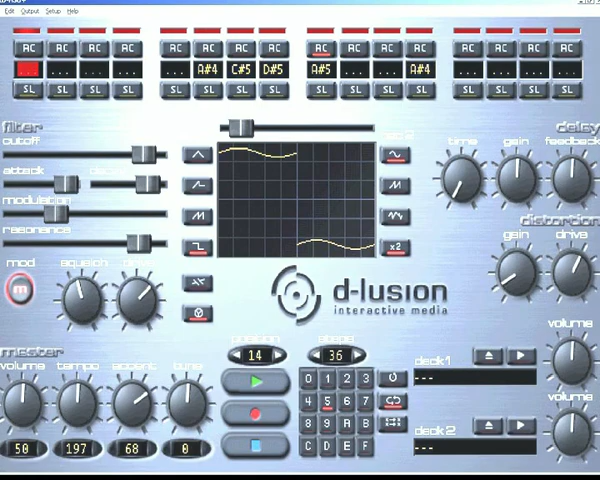 Edit Output Setup Help
AC AC AC AC AC AC AC AC AC AC AC AC AC AC AC AC
... ... ... ... ... A#4 C#5 D#5 A#5 ... ... A#4 ... ... ... ...
SL SL SL SL SL SL SL SL SL SL SL SL SL SL SL SL
filter
delay
cutoff
time gain feedback
attack
modulation
x2
resonance
distortion
gain drive
mod squelch drive
m
d-lusion
interactive media
volume
master
position
steps
14 36
volume tempo accent tune
0 1 2 3
deck1
4 5 6 7
---
8 9 A B
volume
C D E F
deck2
50 197 68 0
---